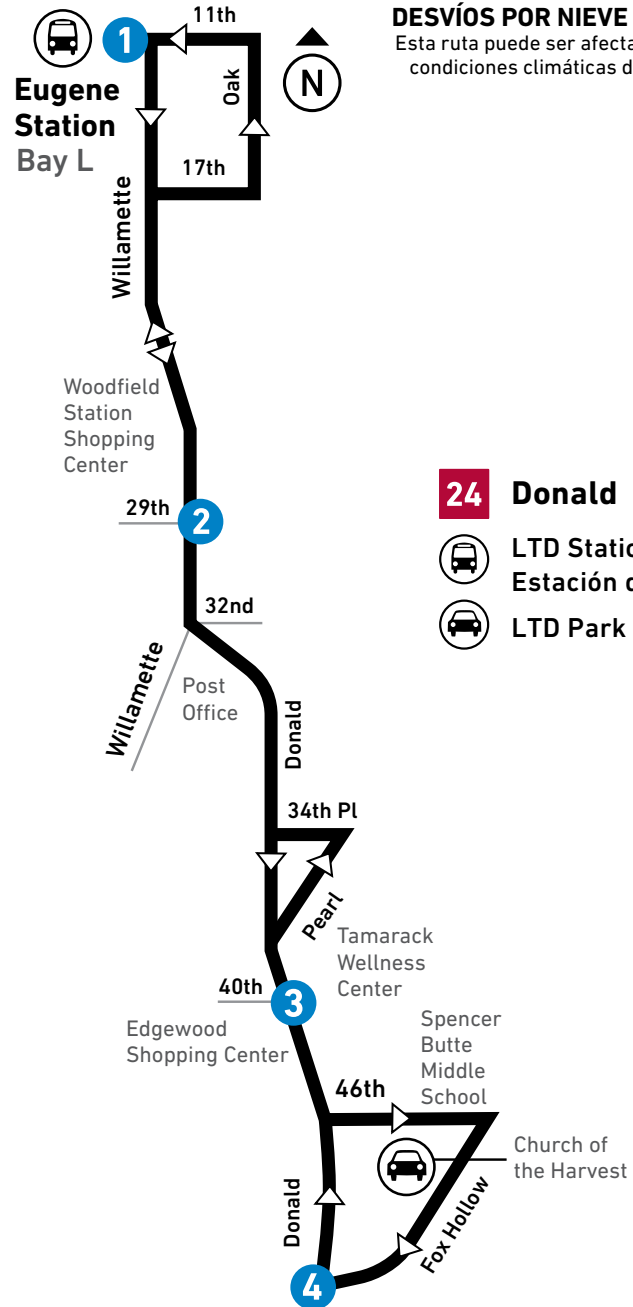 11th
DESVÍOS POR NIEVE
Esta ruta puede ser
condiciones climáticas
1
N
Eugene
Station
Bay L
Oak
17th
Willamette
Woodfield
Station
Shopping
Center
29th
2
24 Donald
LTD
LTD Park
32nd
Willamette
Post
Office
Donald
34th Pl
Pearl
Tamarack
Wellness
Center
40th
3
Edgewood
Shopping Center
Spencer
Butte
Middle
School
46th
Church of
the Harvest
Donald
Fox Hollow
4